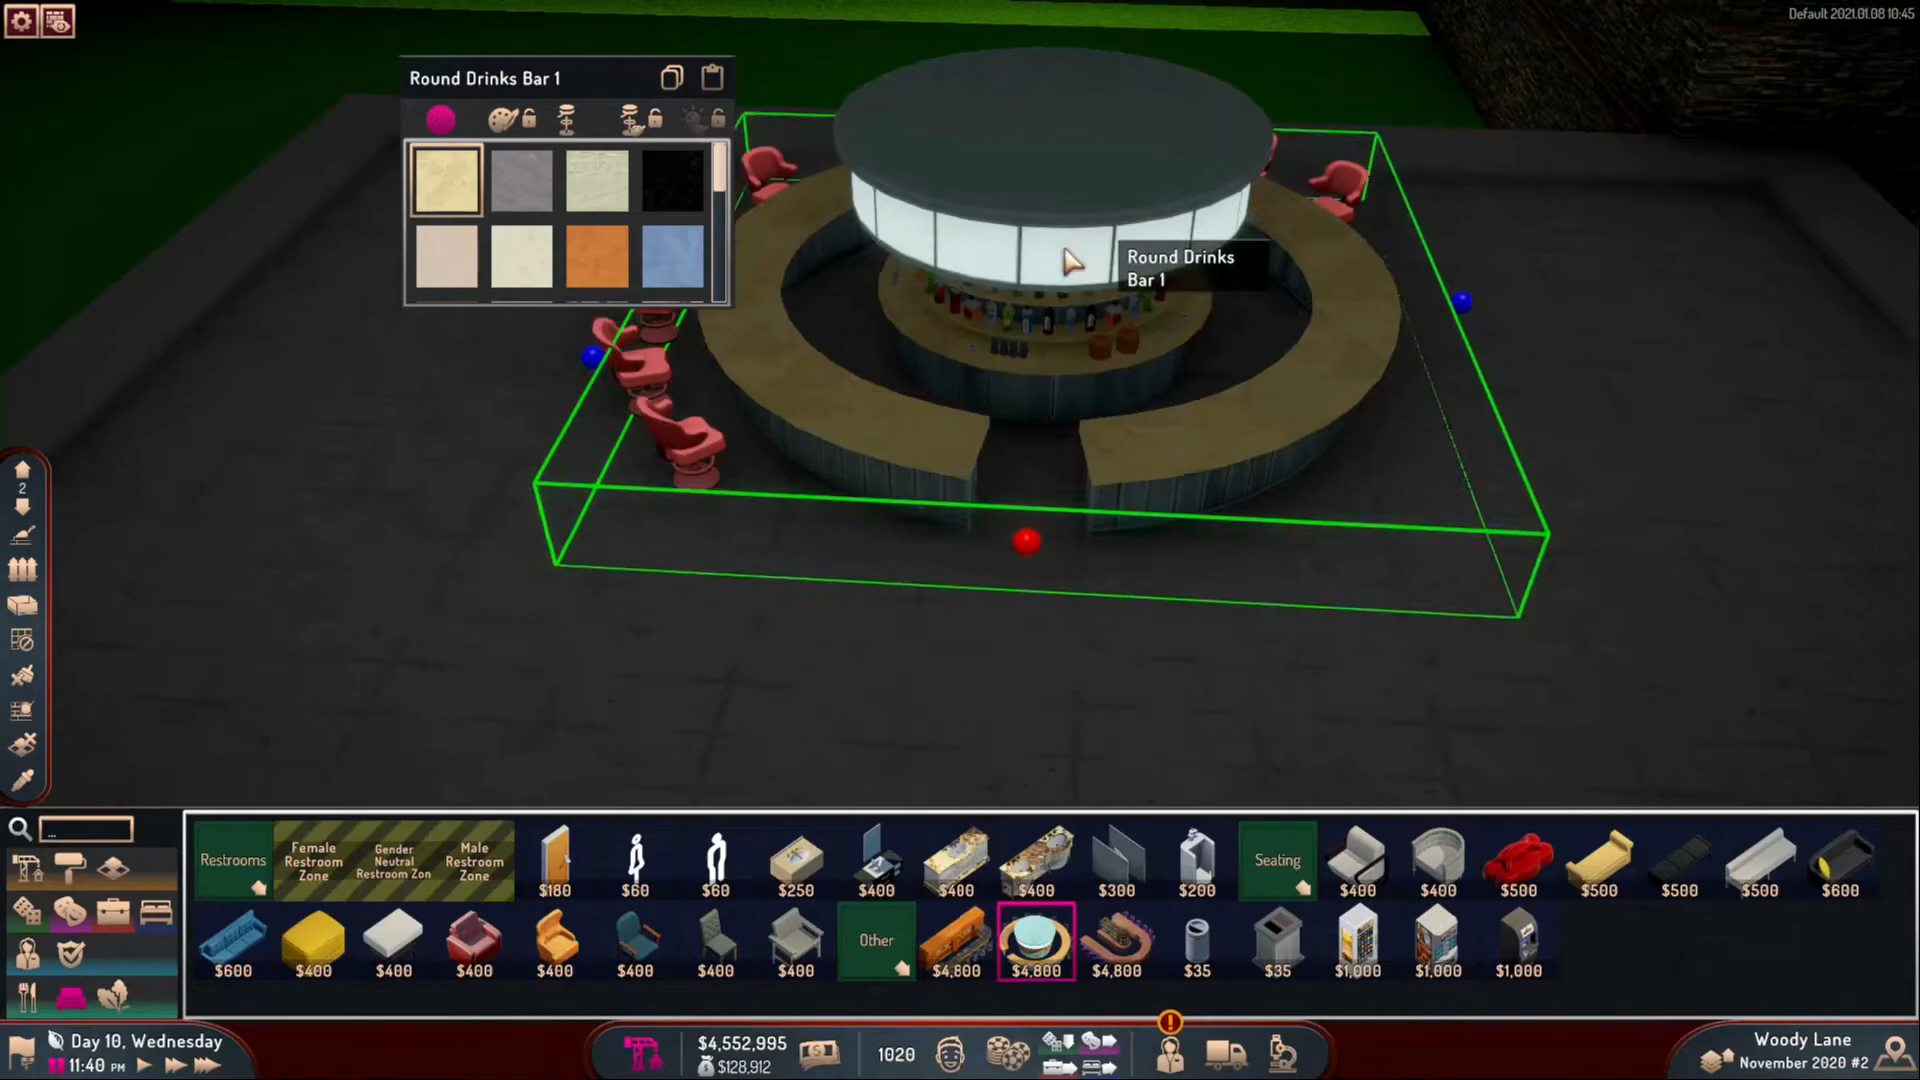 Default 2021.01.08 10:45
Round Drinks Bar 1
Round Drinks
Bar 1
2
...
Restrooms
Female
Restroom
Zone
Gender
Neutral
Restroom Zon
Male
Restroom
Zone
$180
$60
$60
$250
$400
$400
$400
$300
$200
Seating
$400
$400
$500
$500
$500
$500
$600
$600
$400
$400
$400
$400
$400
$400
$400
Other
$4,800
$4,800
$4,800
$35
$35
$1,000
$1,000
$1,000
Day 10, Wednesday
11:40 PM
$4,552,995
$128,912
1020
!
Woody Lane
November 2020 #2